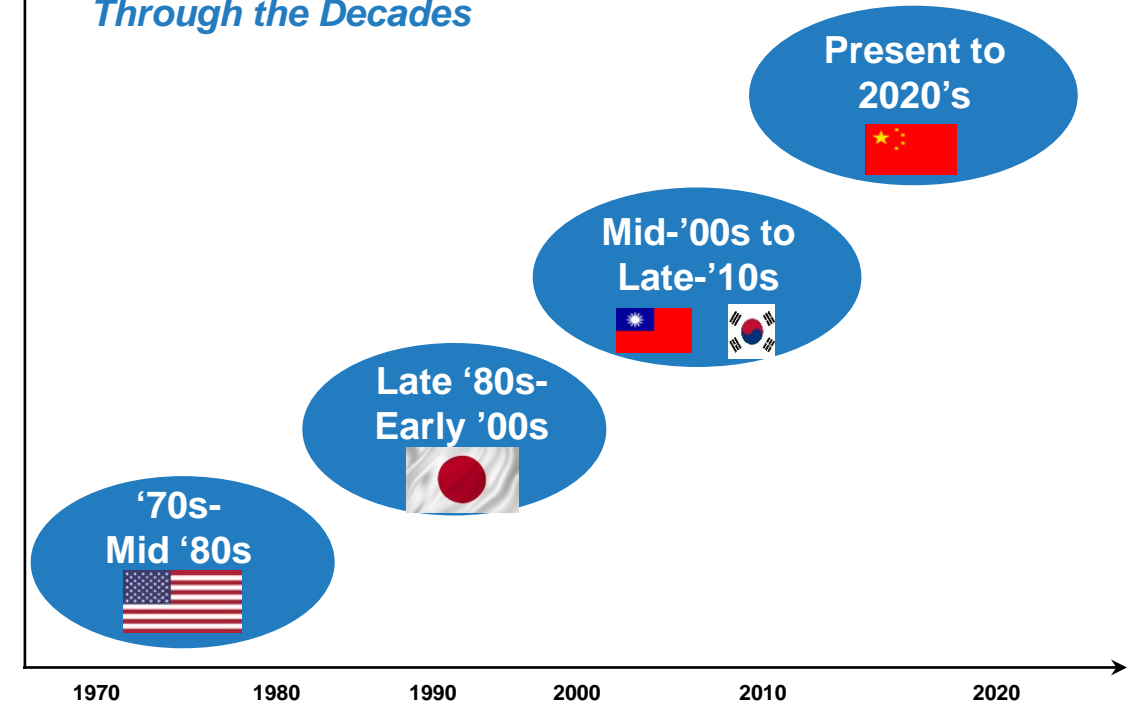 Through the Decades
Present to
2020’s
Mid-’00s to
Late-’10s
Late ‘80s-
Early ’00s
‘70s-
Mid ‘80s
1970 1980 1990 2000 2010 2020